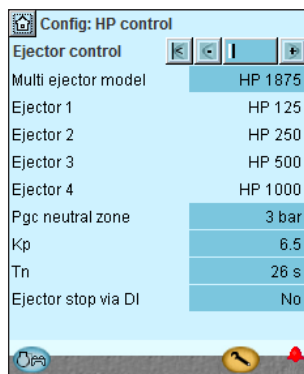 Config: HP control
Ejector control
Multi ejector model HP 1875
Ejector 1 HP 125
Ejector 2 HP 250
Ejector 3 HP 500
Ejector 4 HP 1000
Pgc neutral zone 3 bar
Kp 6.5
Tn 26 s
Ejector stop via DI No